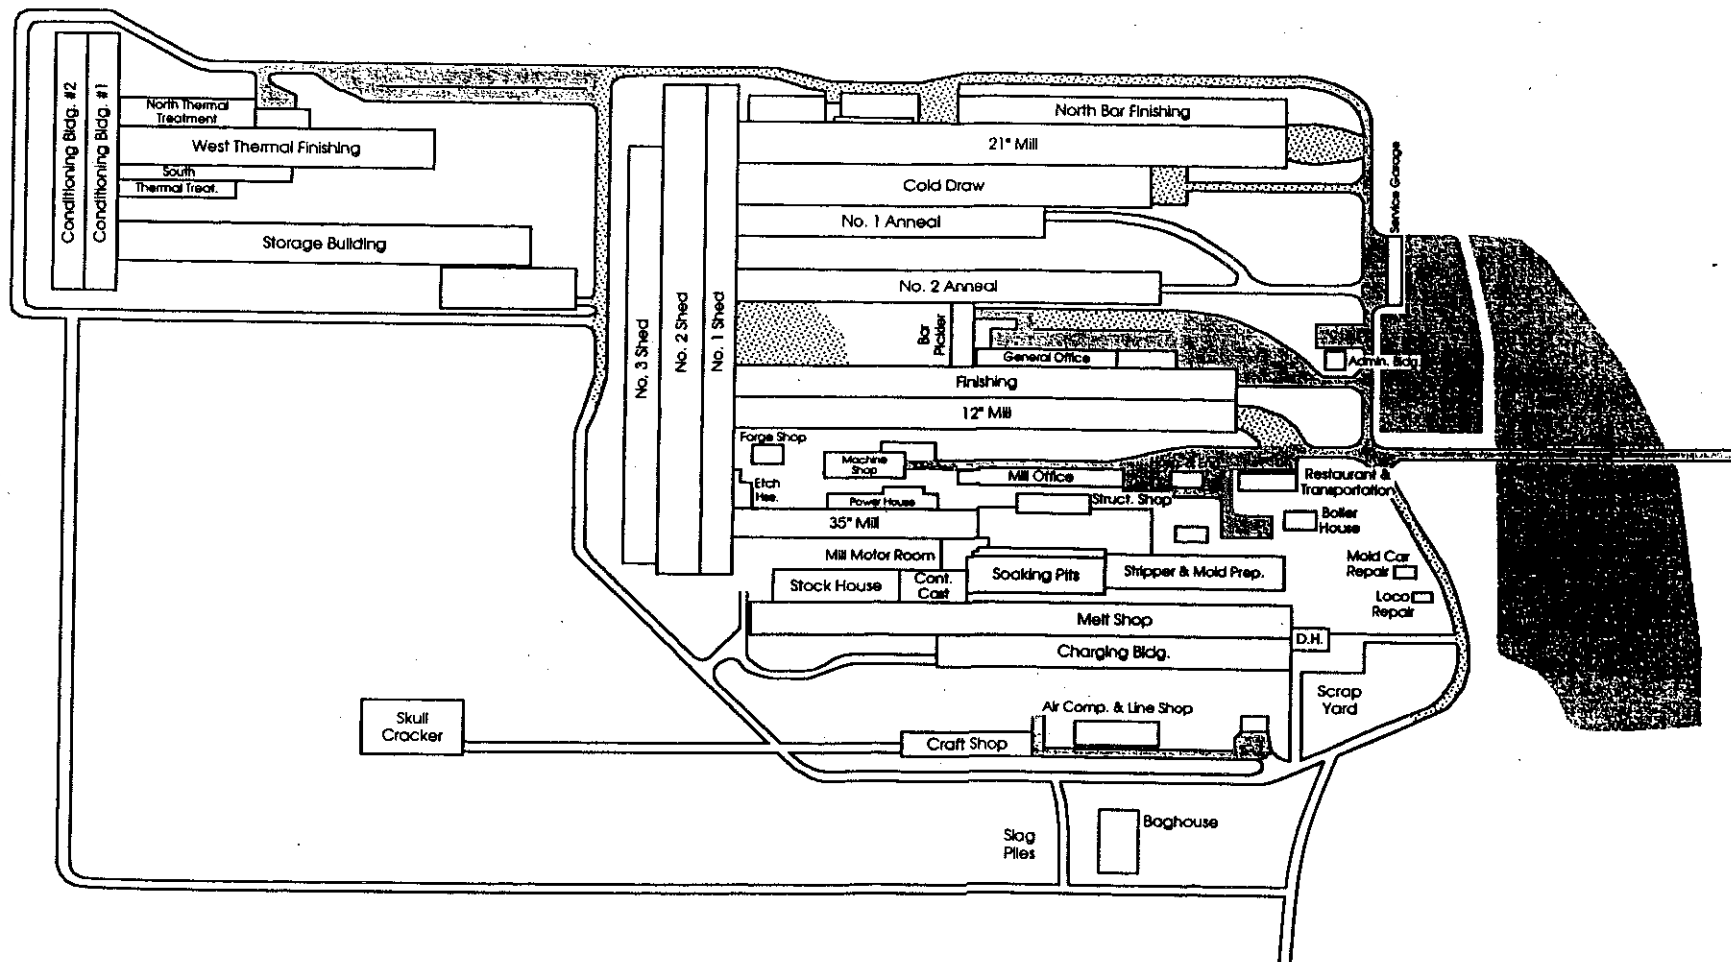 Conditioning Bldg. #2
Conditioning Bldg. #1
North Thermal
Treatment
West Thermal Finishing
South
Thermal Treat.
Storage Building
No. 3 Shed
No. 2 Shed
No. 1 Shed
North Bar Finishing
21" Mill
Cold Draw
No. 1 Anneal
No. 2 Anneal
Service Garage
Bar
Pickler
General Office
Admin. Bldg.
Finishing
12" Mill
Forge Shop
Machine
Shop
Mill Office
Restaurant &
Transportation
Etch
Hse.
Power House
Struct. Shop
Boiler
House
35" Mill
Mill Motor Room
Soaking Pits
Stripper & Mold Prep.
Mold Car
Repair
Stock House
Cont.
Cast
Loco
Repair
Melt Shop
D.H.
Charging Bldg.
Scrap
Yard
Air Comp. & Line Shop
Skull
Cracker
Craft Shop
Baghouse
Slag
Piles